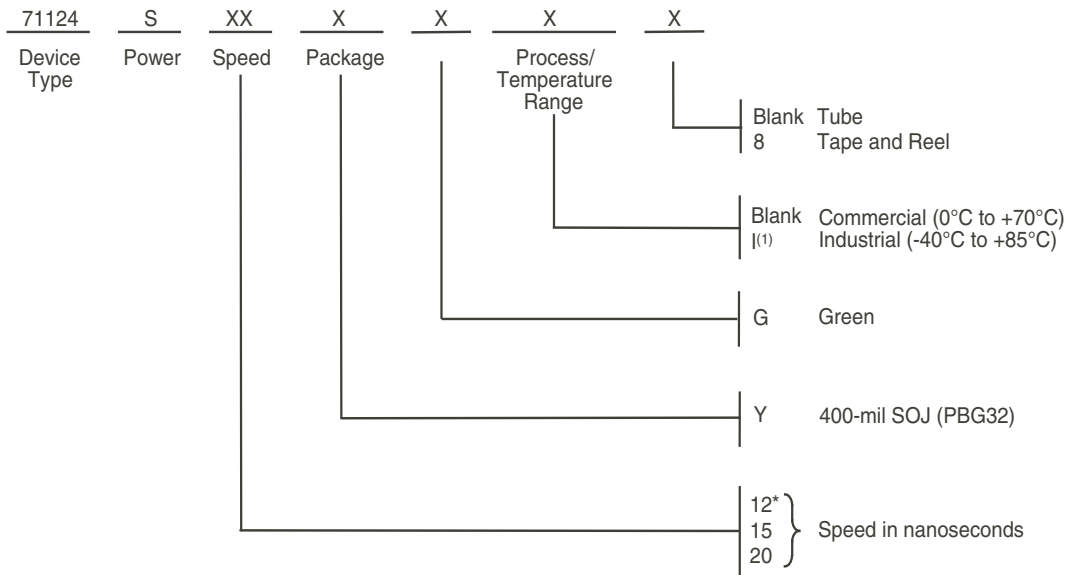 71124 S XX X X X X
Device Type Power Speed Package Process/ Temperature Range
Blank Tube
8 Tape and Reel
Blank Commercial (0°C to +70°C)
I(1) Industrial (-40°C to +85°C)
G Green
Y 400-mil SOJ (PBG32)
12*
15 Speed in nanoseconds
20